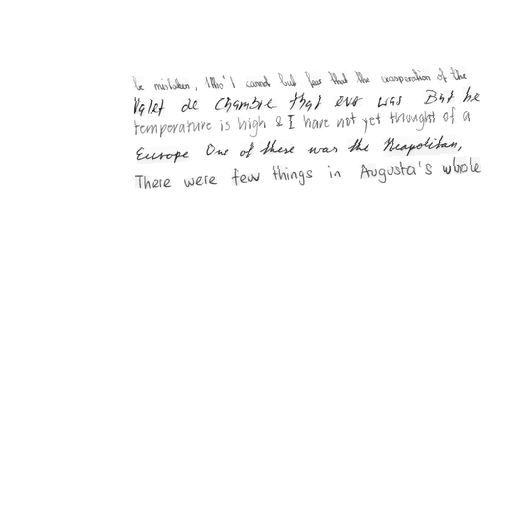 be mistaken, tho' I cannot but fear that the exasperation of the
Valet de Chambre that ever was But he
temperature is high & I have not yet thought of a
Europe One of these was the Neapolitan,
There were few things in Augusta's whole